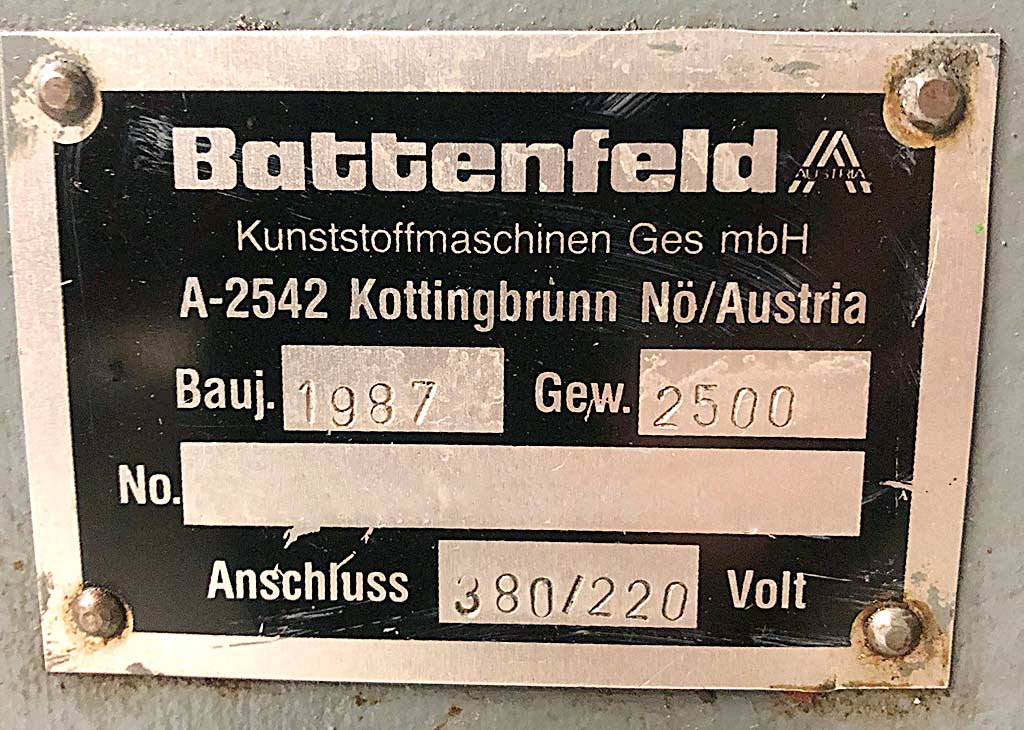 Battenfeld AUSTRIA
Kunststoffmaschinen Ges mbH
A-2542 Kottingbrunn Nö/Austria
Bauj. 1987 Gew. 2500
No.
Anschluss 380/220 Volt